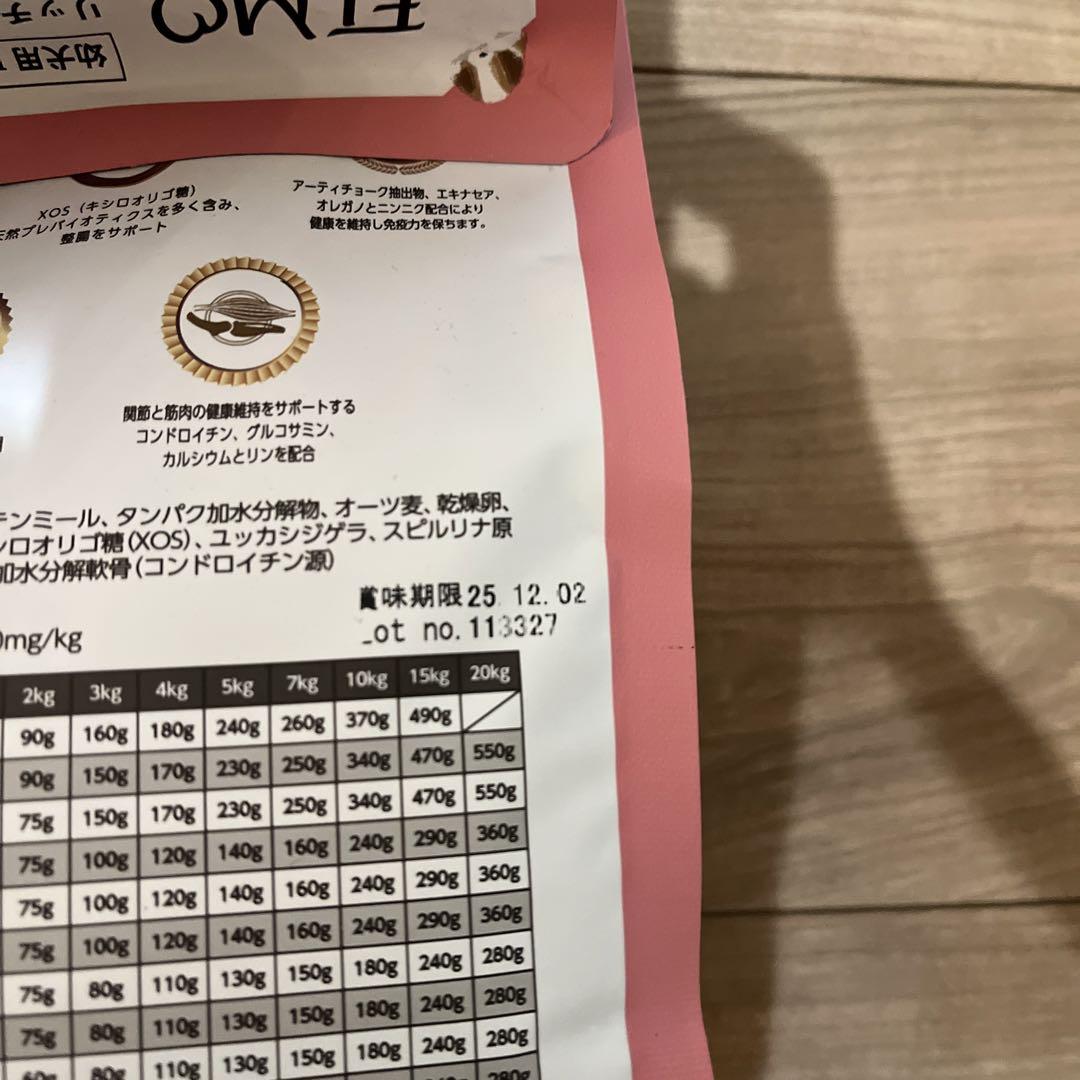 ELMO
リッチ
幼犬用
XOS（キシロオリゴ糖）
天然プレバイオティクスを多く含み、
整腸をサポート
アーティチョーク抽出物、エキナセア、
オレガノとニンニク配合により
健康を維持し免疫力を保ちます。
関節と筋肉の健康維持をサポートする
コンドロイチン、グルコサミン、
カルシウムとリンを配合
テンミール、タンパク加水分解物、オーツ麦、乾燥卵、
シロオリゴ糖（XOS）、ユッカシジゲラ、スピルリナ原
加水分解軟骨（コンドロイチン源）
賞味期限 25. 12. 02
Lot no. 113327
0mg/kg
2kg 3kg 4kg 5kg 7kg 10kg 15kg 20kg
90g 160g 180g 240g 260g 370g 490g
90g 150g 170g 230g 250g 340g 470g 550g
75g 150g 170g 230g 250g 340g 470g 550g
75g 100g 120g 140g 160g 240g 290g 360g
75g 100g 120g 140g 160g 240g 290g 360g
75g 100g 120g 140g 160g 240g 290g 360g
75g 80g 110g 130g 150g 180g 240g 280g
75g 80g 110g 130g 150g 180g 240g 280g
60g 80g 110g 130g 150g 180g 240g 280g
280g